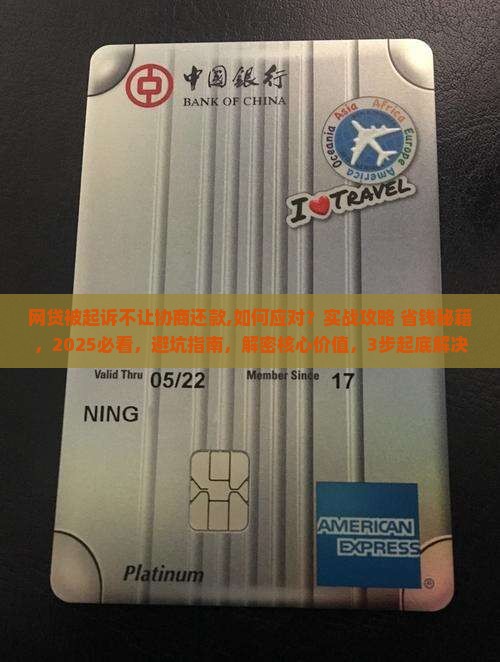 中國銀行
BANK OF CHINA
Oceania Asia Africa Europe America
I❤TRAVEL
网贷被起诉不让协商还款,如何应对？实战攻略 省钱秘籍
，2025必看，避坑指南，解密核心价值，3步起底解决
Valid Thru 05/22 Member Since 17
NING
AMERICAN
EXPRESS
®
Platinum